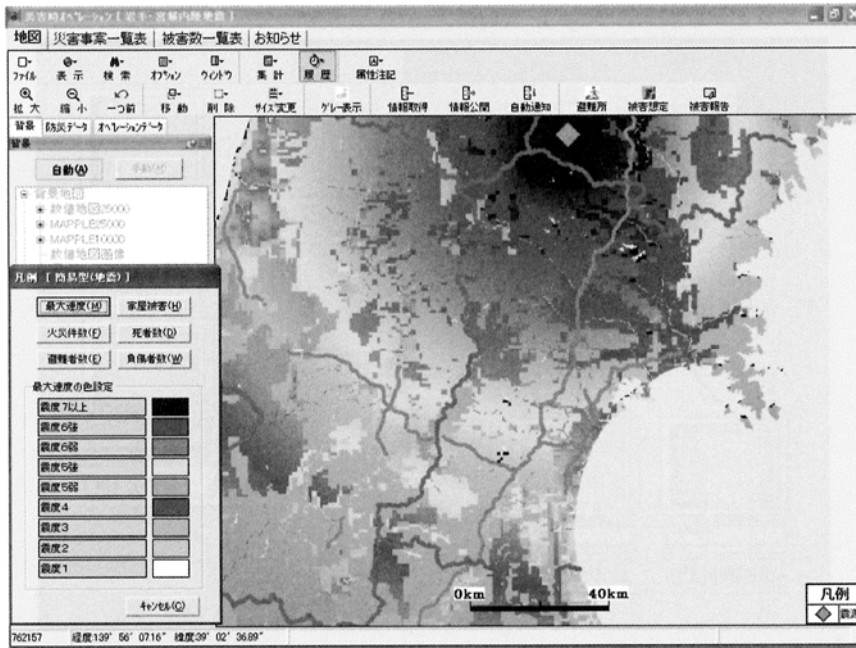 災害時オペレーション [ 岩手・宮城内陸地震 ]
地図 災害事案一覧表 被害数一覧表 お知らせ
ファイル 表示 検索 オプション ウィンドウ 集計 履歴 属性注記
拡大 縮小 一つ前 移動 削除 サイズ変更 グレー表示 情報取得 情報公開 自動通知 避難所 被害想定 被害報告
背景 防災データ オペレーションデータ
背景
自動(A) 手動(M)
背景地図
数値地図25000
MAPPLE25000
MAPPLE10000
数値地図画像
凡例 [ 簡易型(地震) ]
最大速度(M) 家屋被害(H)
火災件数(F) 死者数(D)
避難者数(E) 負傷者数(W)
最大速度の色設定
震度7以上
震度6強
震度6弱
震度5強
震度5弱
震度4
震度3
震度2
震度1
キャンセル(C)
0km 40km
凡例
762157 経度:139° 56' 07.16" 緯度:39° 02' 36.89"